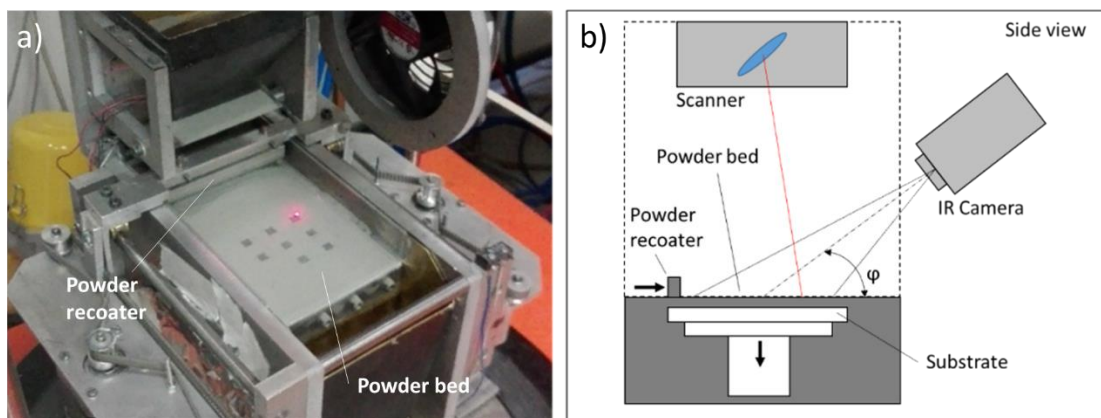 a)
Powder
recoater
Powder bed
b)
Side view
Scanner
Powder bed
IR Camera
Powder
recoater
φ
Substrate